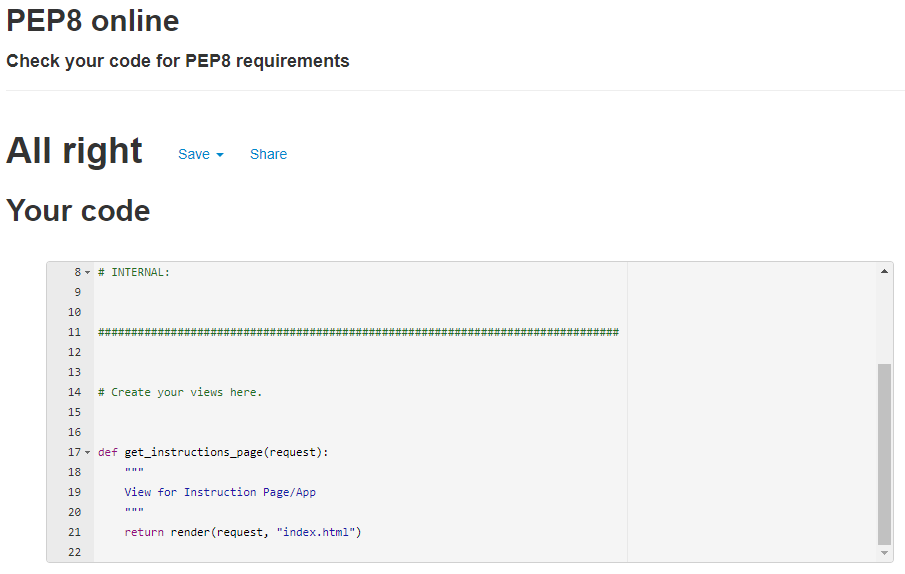 PEP8 online
Check your code for PEP8 requirements
All right Save Share
Your code
8 # INTERNAL:
9
10
11 ###############################################################################
12
13
14 # Create your views here.
15
16
17 def get_instructions_page(request):
18 """
19 View for Instruction Page/App
20 """
21 return render(request, "index.html")
22